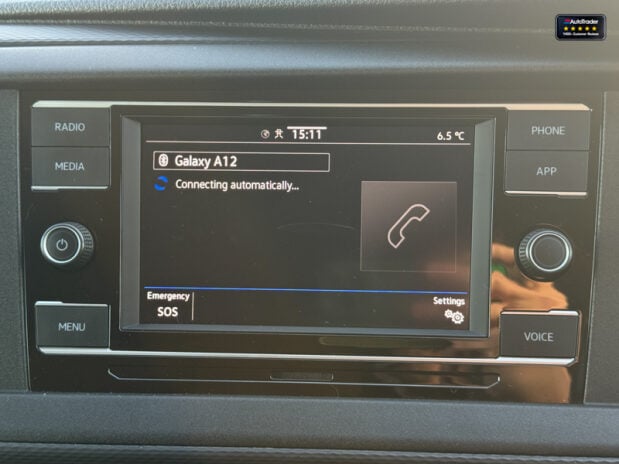 AutoTrader
RADIO
MEDIA
MENU
15:11
6.5 °C
Galaxy A12
Connecting automatically...
Emergency
SOS
Settings
PHONE
APP
VOICE